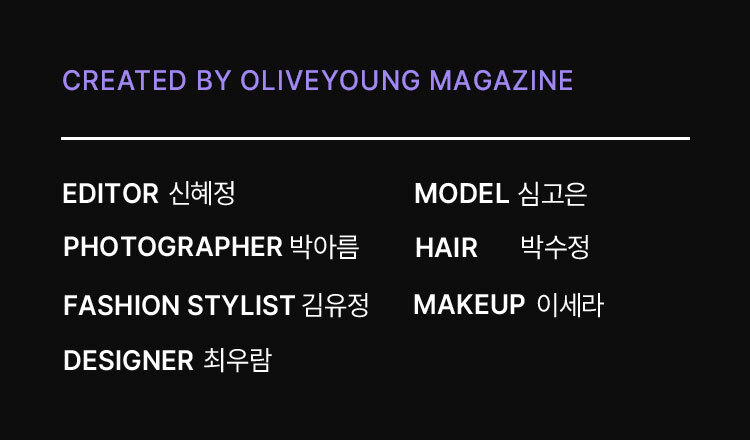 CREATED BY OLIVEYOUNG MAGAZINE
EDITOR 신혜정
MODEL 심고은
PHOTOGRAPHER 박아름
HAIR 박수정
FASHION STYLIST 김유정
MAKEUP 이세라
DESIGNER 최우람